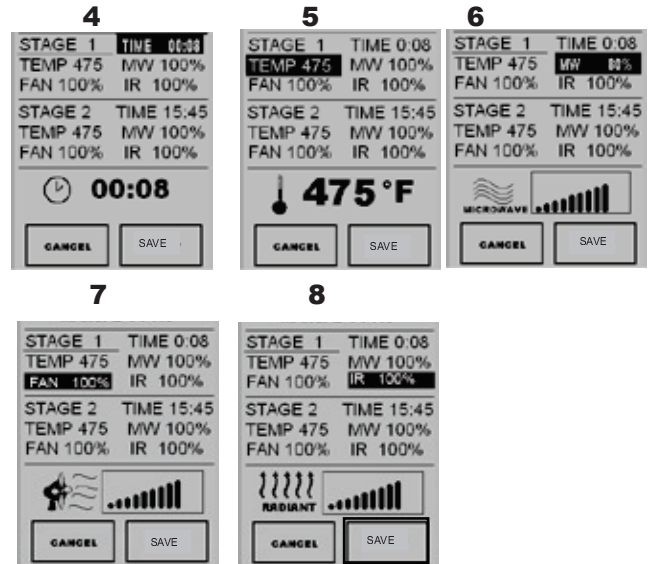 4
STAGE 1 TIME 00:08
TEMP 475 MW 100%
FAN 100% IR 100%
STAGE 2 TIME 15:45
TEMP 475 MW 100%
FAN 100% IR 100%
00:08
CANCEL SAVE
5
STAGE 1 TIME 0:08
TEMP 475 MW 100%
FAN 100% IR 100%
STAGE 2 TIME 15:45
TEMP 475 MW 100%
FAN 100% IR 100%
475°F
CANCEL SAVE
6
STAGE 1 TIME 0:08
TEMP 475 MW 80%
FAN 100% IR 100%
STAGE 2 TIME 15:45
TEMP 475 MW 100%
FAN 100% IR 100%
MICROWAVE
CANCEL SAVE
7
STAGE 1 TIME 0:08
TEMP 475 MW 100%
FAN 100% IR 100%
STAGE 2 TIME 15:45
TEMP 475 MW 100%
FAN 100% IR 100%
CANCEL SAVE
8
STAGE 1 TIME 0:08
TEMP 475 MW 100%
FAN 100% IR 100%
STAGE 2 TIME 15:45
TEMP 475 MW 100%
FAN 100% IR 100%
RADIANT
CANCEL SAVE